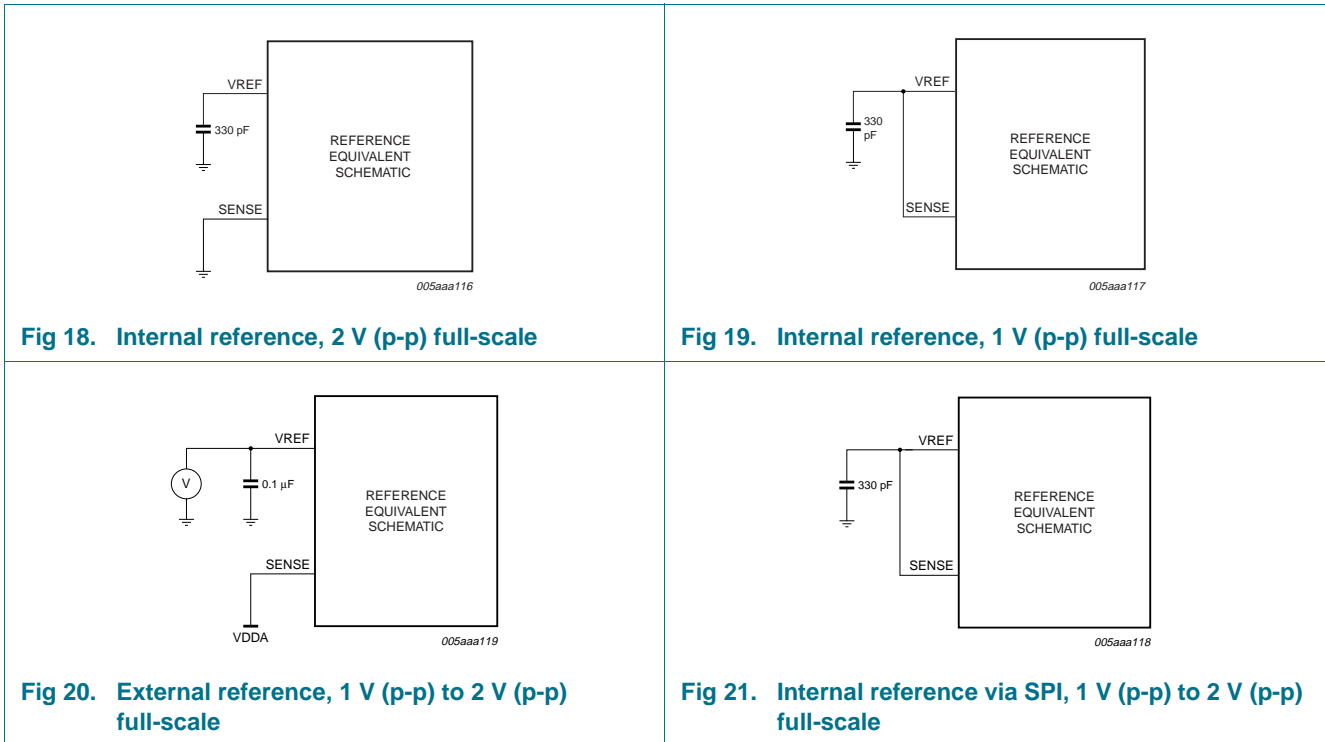 VREF
330 pF
REFERENCE
EQUIVALENT
SCHEMATIC
SENSE
005aaa116
Fig 18. Internal reference, 2 V (p-p) full-scale
VREF
330
pF
REFERENCE
EQUIVALENT
SCHEMATIC
SENSE
005aaa117
Fig 19. Internal reference, 1 V (p-p) full-scale
VREF
V
0.1 μF
REFERENCE
EQUIVALENT
SCHEMATIC
SENSE
VDDA
005aaa119
Fig 20. External reference, 1 V (p-p) to 2 V (p-p)
full-scale
VREF
330 pF
REFERENCE
EQUIVALENT
SCHEMATIC
SENSE
005aaa118
Fig 21. Internal reference via SPI, 1 V (p-p) to 2 V (p-p)
full-scale